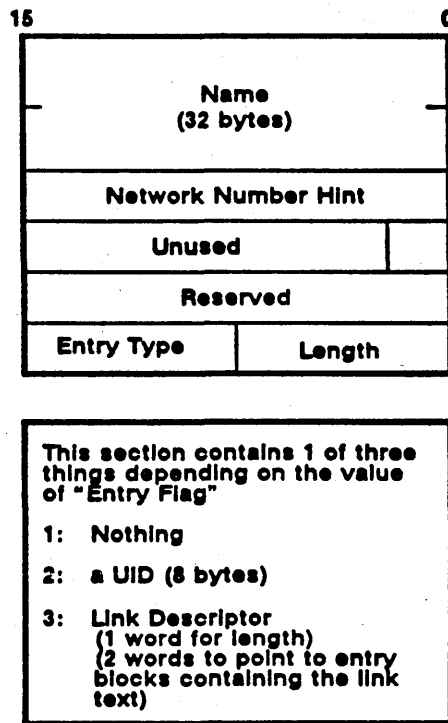 15 0
Name
(32 bytes)
Network Number Hint
Unused
Reserved
Entry Type Length
This section contains 1 of three
things depending on the value
of "Entry Flag"
1: Nothing
2: a UID (8 bytes)
3: Link Descriptor
(1 word for length)
(2 words to point to entry
blocks containing the link
text)